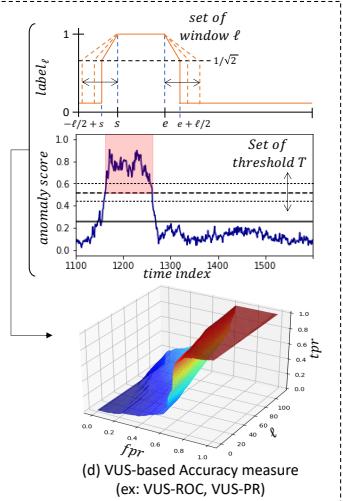 set of
window ℓ
label_ℓ
1
0
1/√2
−ℓ/2 + s
s
e
e + ℓ/2
Set of
threshold T
anomaly score
1.0
0.8
0.6
0.4
0.2
0.0
1100
1200
1300
1400
1500
time index
1.0
0.8
0.6
0.4
0.2
0.0
tpr
100
80
60
40
20
0
ℓ
0.0
0.2
0.4
0.6
0.8
1.0
fpr
(d) VUS-based Accuracy measure
(ex: VUS-ROC, VUS-PR)